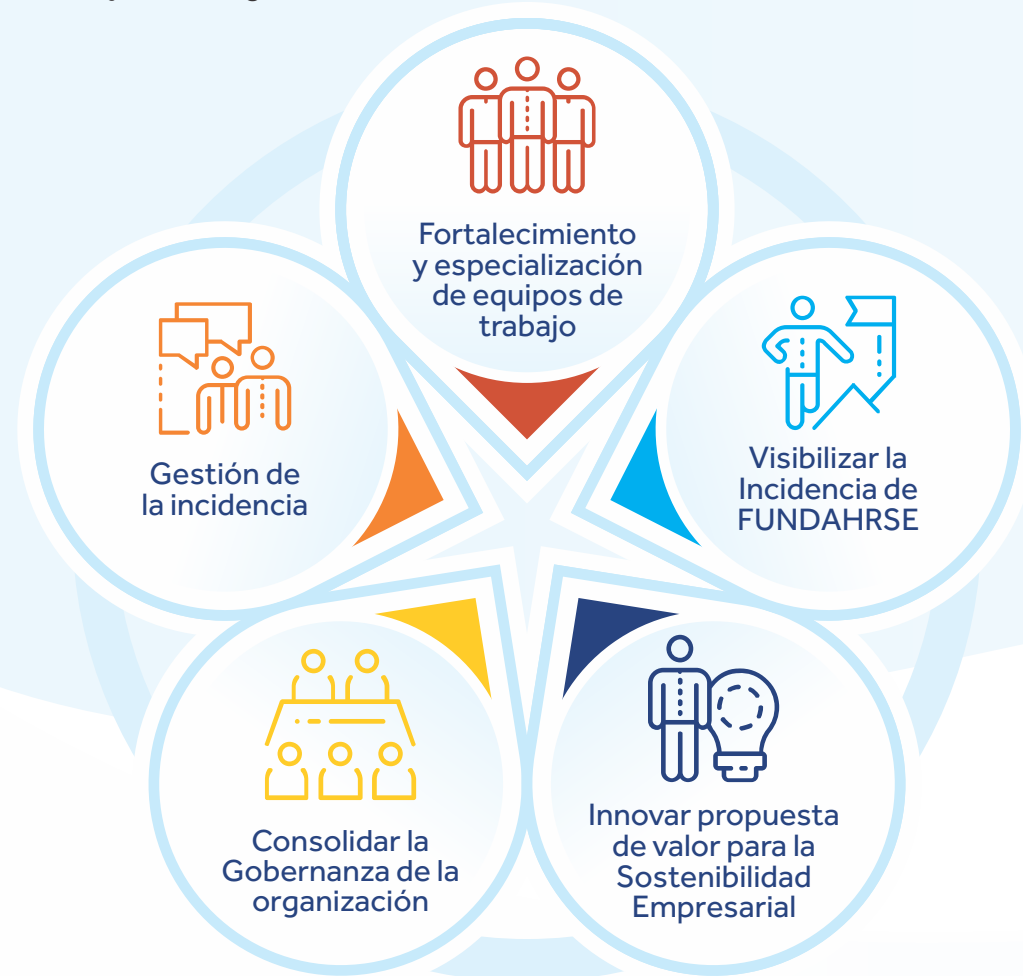 Fortalecimiento
y especialización
de equipos de
trabajo
Visibilizar la
Incidencia de
FUNDAHRSE
Innovar propuesta
de valor para la
Sostenibilidad
Empresarial
Consolidar la
Gobernanza de la
organización
Gestión de
la incidencia